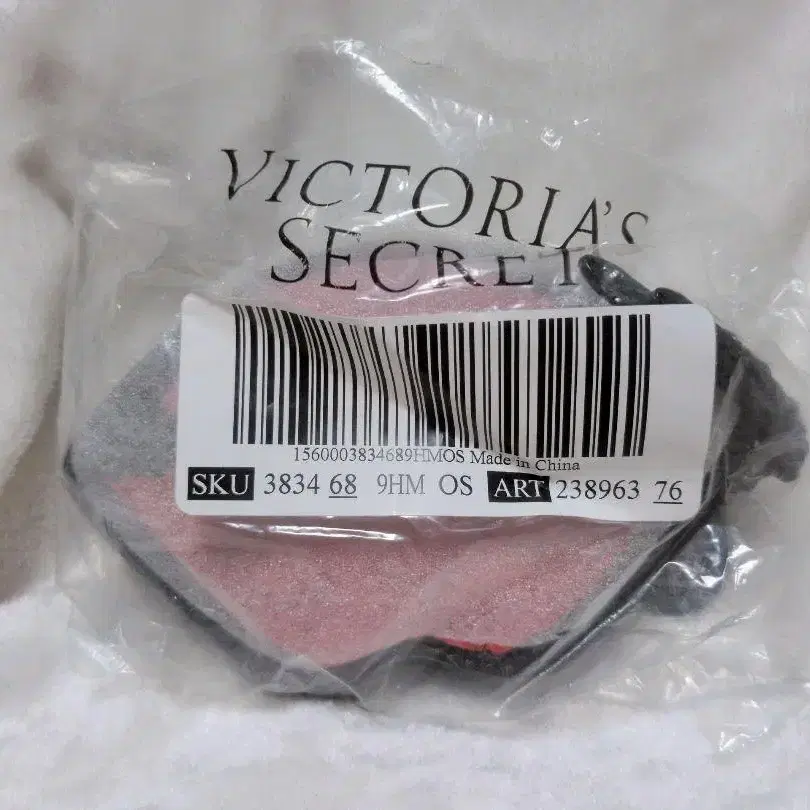 VICTORIA'S
SECRET
1560003834689HMOS Made in China
SKU 3834 68 9HM OS ART 238963 76